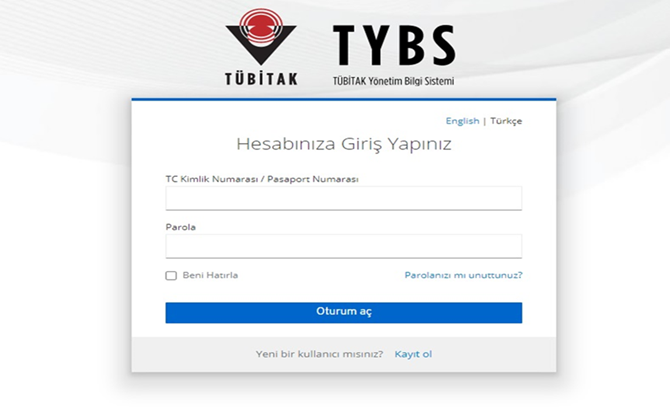 TÜBİTAK
TYBS
TÜBİTAK Yönetim Bilgi Sistemi
English | Türkçe
Hesabınıza Giriş Yapınız
TC Kimlik Numarası / Pasaport Numarası
Parola
Beni Hatırla
Parolanızı mı unuttunuz?
Oturum aç
Yeni bir kullanıcı mısınız? Kayıt ol